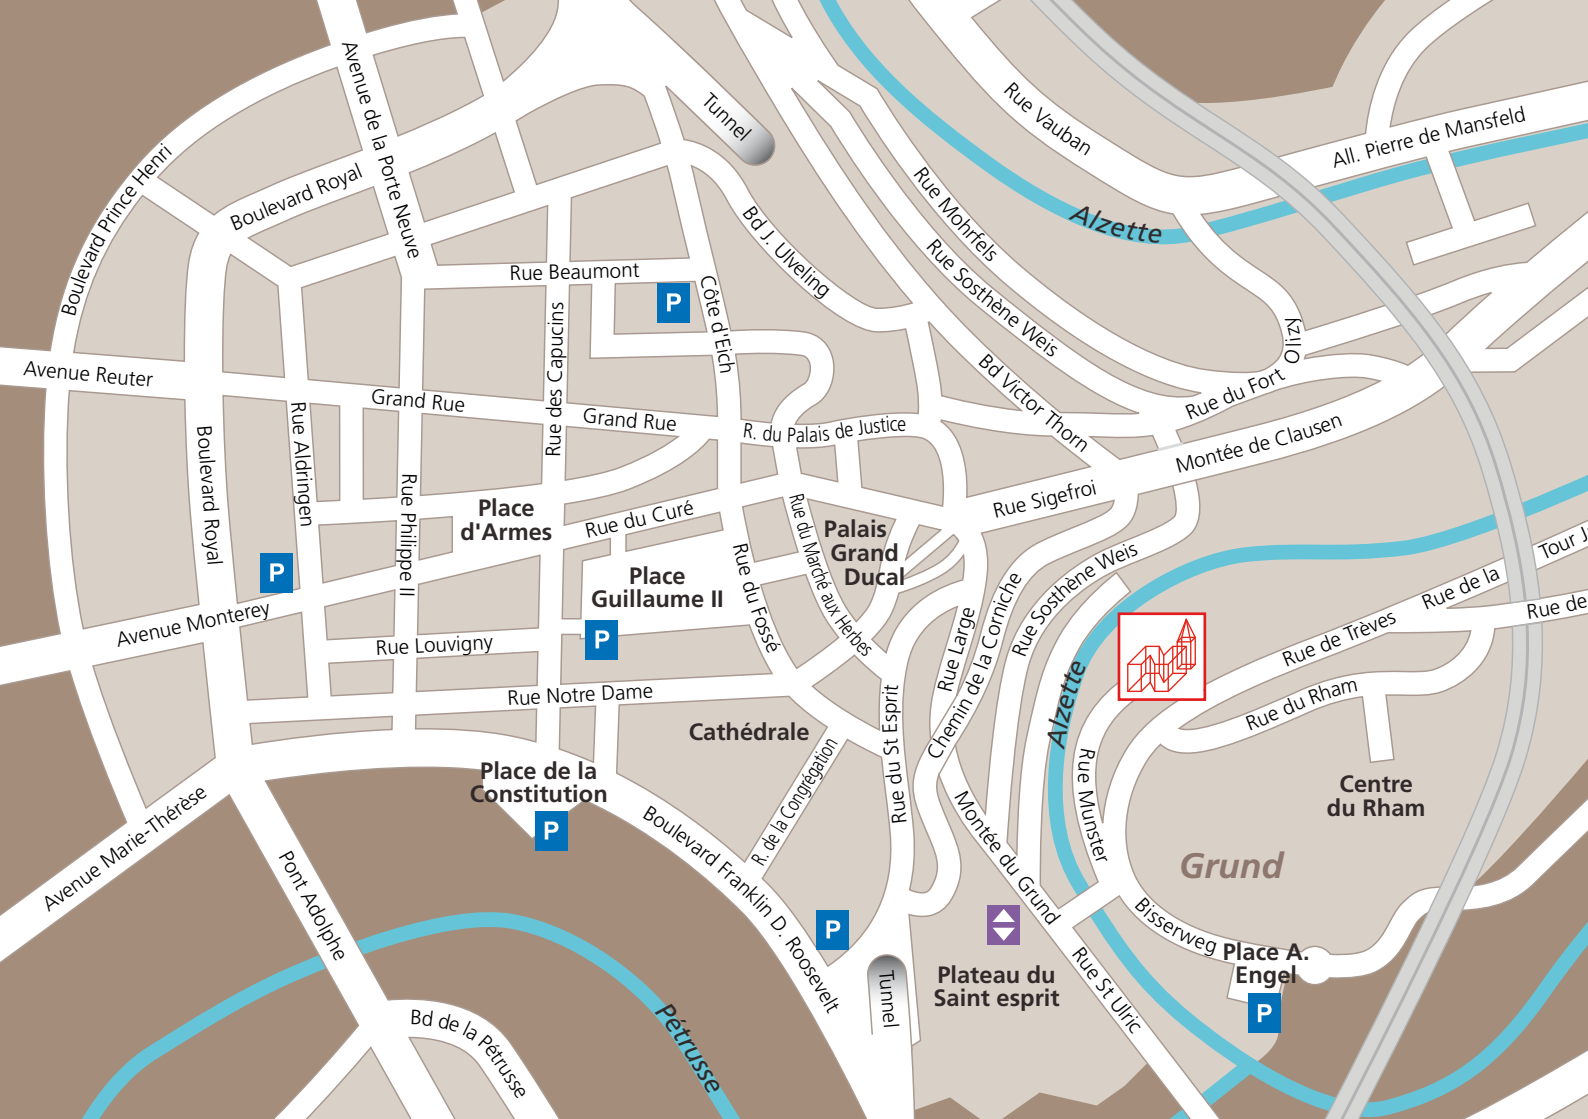 Avenue de la Porte Neuve
Tunnel
Rue Vauban
All. Pierre de Mansfeld
Boulevard Prince Henri
Boulevard Royal
Rue Mohrfels
Alzette
Bd J. Ulveling
Rue Sosthène Weis
Rue Beaumont
P
Côte d'Eich
Olizy
Rue des Capucins
Avenue Reuter
Grand Rue
Grand Rue
Bd Victor Thorn
Rue du Fort
R. du Palais de Justice
Montée de Clausen
Rue Aldringen
Boulevard Royal
Rue Philippe II
Rue Sigefroi
Place
d'Armes
Rue du Curé
Rue du Marché aux Herbes
Palais
Grand
Ducal
Rue Sosthène Weis
Tour J
Rue de la
P
Place
Guillaume II
P
Rue du Fossé
Chemin de la Corniche
Rue Large
Rue de
Rue de Trèves
Avenue Monterey
Rue Louvigny
Rue Notre Dame
Alzette
Rue du Rham
Cathédrale
Rue du St Esprit
Place de la
Constitution
P
R. de la Congrégation
Rue Munster
Centre
du Rham
Avenue Marie-Thérèse
Boulevard Franklin D. Roosevelt
Montée du Grund
Grund
Pont Adolphe
P
Bisserweg
Place A.
Engel
P
Plateau du
Saint esprit
Tunnel
Rue St Ulric
Bd de la Pétrusse
Pétrusse